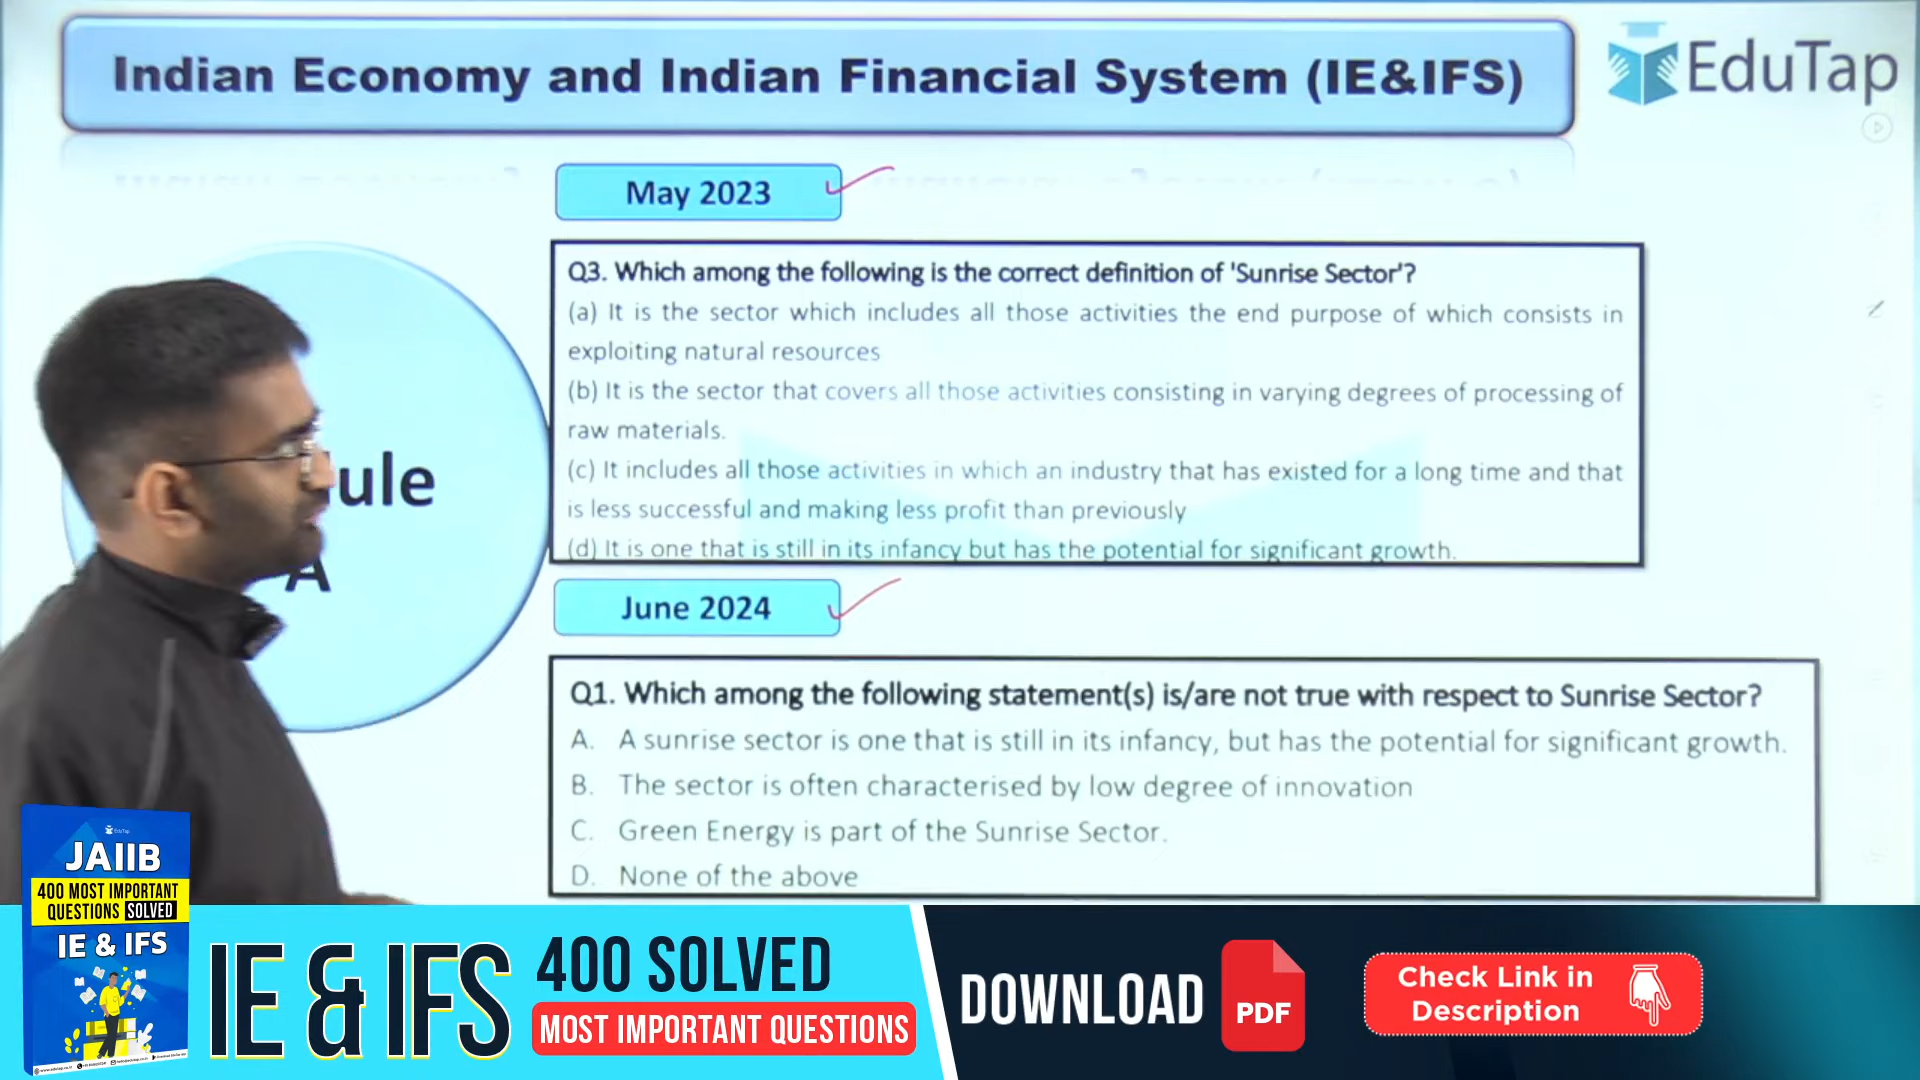 Indian Economy and Indian Financial System (IE&IFS)
EduTap
May 2023
Q3. Which among the following is the correct definition of 'Sunrise Sector'?
(a) It is the sector which includes all those activities the end purpose of which consists in
exploiting natural resources
(b) It is the sector that covers all those activities consisting in varying degrees of processing of
raw materials.
(c) It includes all those activities in which an industry that has existed for a long time and that
is less successful and making less profit than previously
(d) It is one that is still in its infancy but has the potential for significant growth.
ule
A
June 2024
Q1. Which among the following statement(s) is/are not true with respect to Sunrise Sector?
A. A sunrise sector is one that is still in its infancy, but has the potential for significant growth.
B. The sector is often characterised by low degree of innovation
C. Green Energy is part of the Sunrise Sector.
D. None of the above
EduTap
JAIIB
400 MOST IMPORTANT
QUESTIONS SOLVED
IE & IFS
IE & IFS
400 SOLVED
MOST IMPORTANT QUESTIONS
DOWNLOAD
PDF
Check Link in
Description